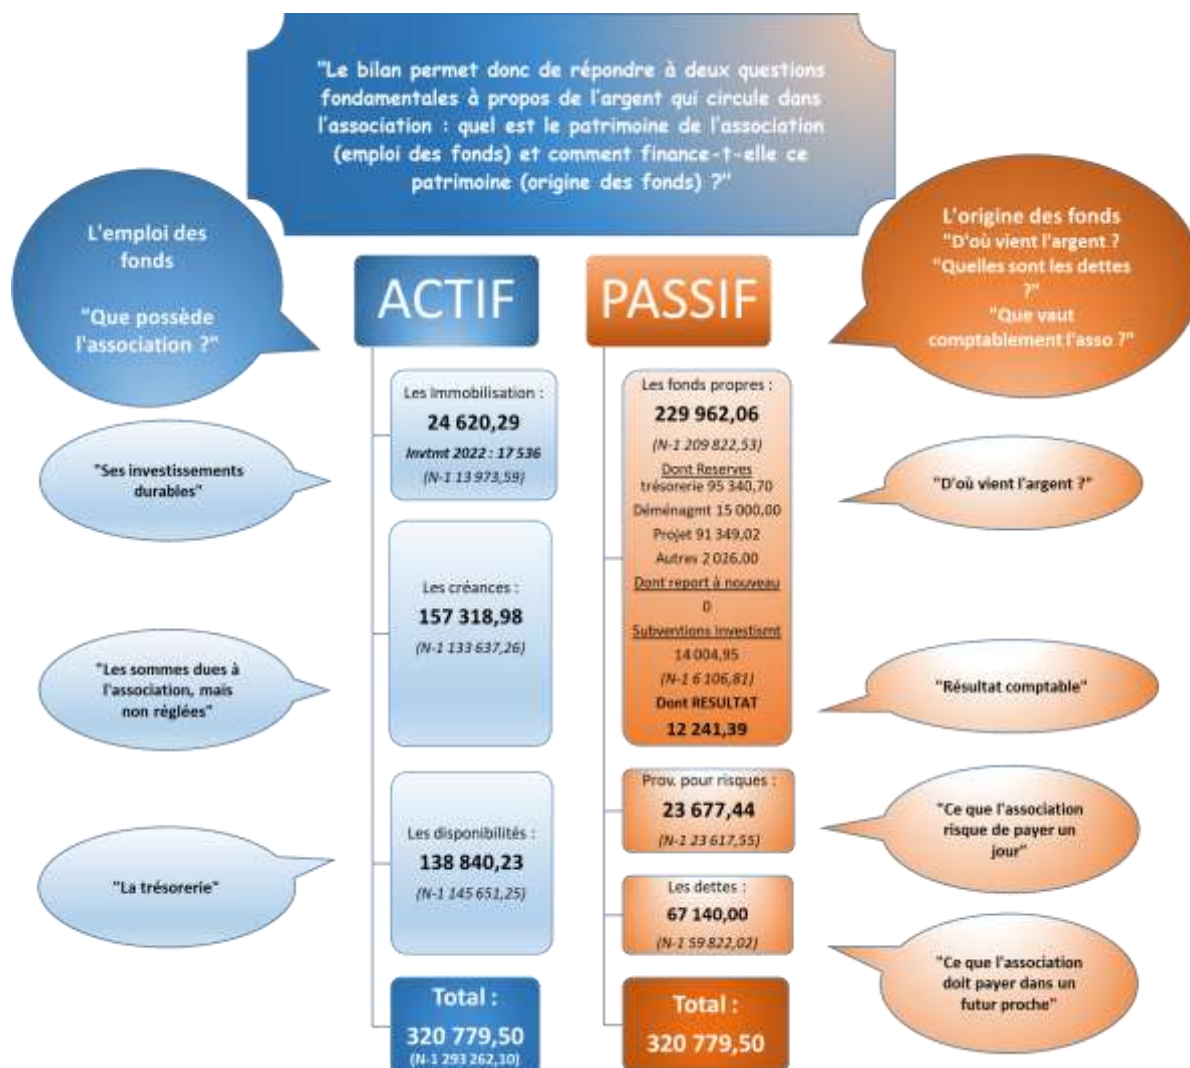 "Le bilan permet donc de répondre à deux questions
fondamentales à propos de l'argent qui circule dans
l'association : quel est le patrimoine de l'association
(emploi des fonds) et comment finance-t-elle ce
patrimoine (origine des fonds) ?"
L'emploi des
fonds
"Que possède
l'association ?"
L'origine des fonds
"D'où vient l'argent ?
"Quelles sont les dettes
?"
"Que vaut
comptablement l'asso ?"
ACTIF
Les Immobilisation :
24 620,29
Invtmt 2022 : 17 536
(N-1 13 973,59)
"Ses investissements
durables"
Les créances :
157 318,98
(N-1 133 637,26)
"Les sommes dues à
l'association, mais
non réglées"
Les disponibilités :
138 840,23
(N-1 145 651,25)
"La trésorerie"
Total :
320 779,50
(N-1 293 262,10)
PASSIF
Les fonds propres :
229 962,06
(N-1 209 822,53)
Dont Reserves
trésorerie 95 340,70
Déménagmt 15 000,00
Projet 91 349,02
Autres 2 026,00
Dont report à nouveau
0
Subventions Investismt
14 004,95
(N-1 6 106,81)
Dont RESULTAT
12 241,39
"D'où vient l'argent ?"
"Résultat comptable"
Prov. pour risques :
23 677,44
(N-1 23 617,55)
"Ce que l'association
risque de payer un
jour"
Les dettes :
67 140,00
(N-1 59 822,02)
"Ce que l'association
doit payer dans un
futur proche"
Total :
320 779,50